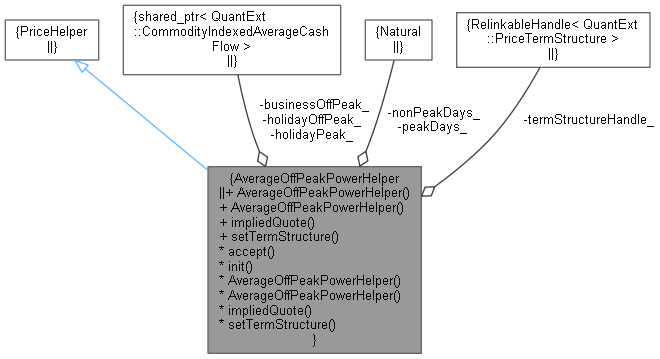 {PriceHelper
||}
{shared_ptr< QuantExt
::CommodityIndexedAverageCash
Flow >
||}
{Natural
||}
{RelinkableHandle< QuantExt
::PriceTermStructure >
||}
-businessOffPeak_
-holidayOffPeak_
-holidayPeak_
-nonPeakDays_
-peakDays_
-termStructureHandle_
{AverageOffPeakPowerHelper
||+ AverageOffPeakPowerHelper()
+ AverageOffPeakPowerHelper()
+ impliedQuote()
+ setTermStructure()
* accept()
* init()
* AverageOffPeakPowerHelper()
* AverageOffPeakPowerHelper()
* impliedQuote()
* setTermStructure()
}